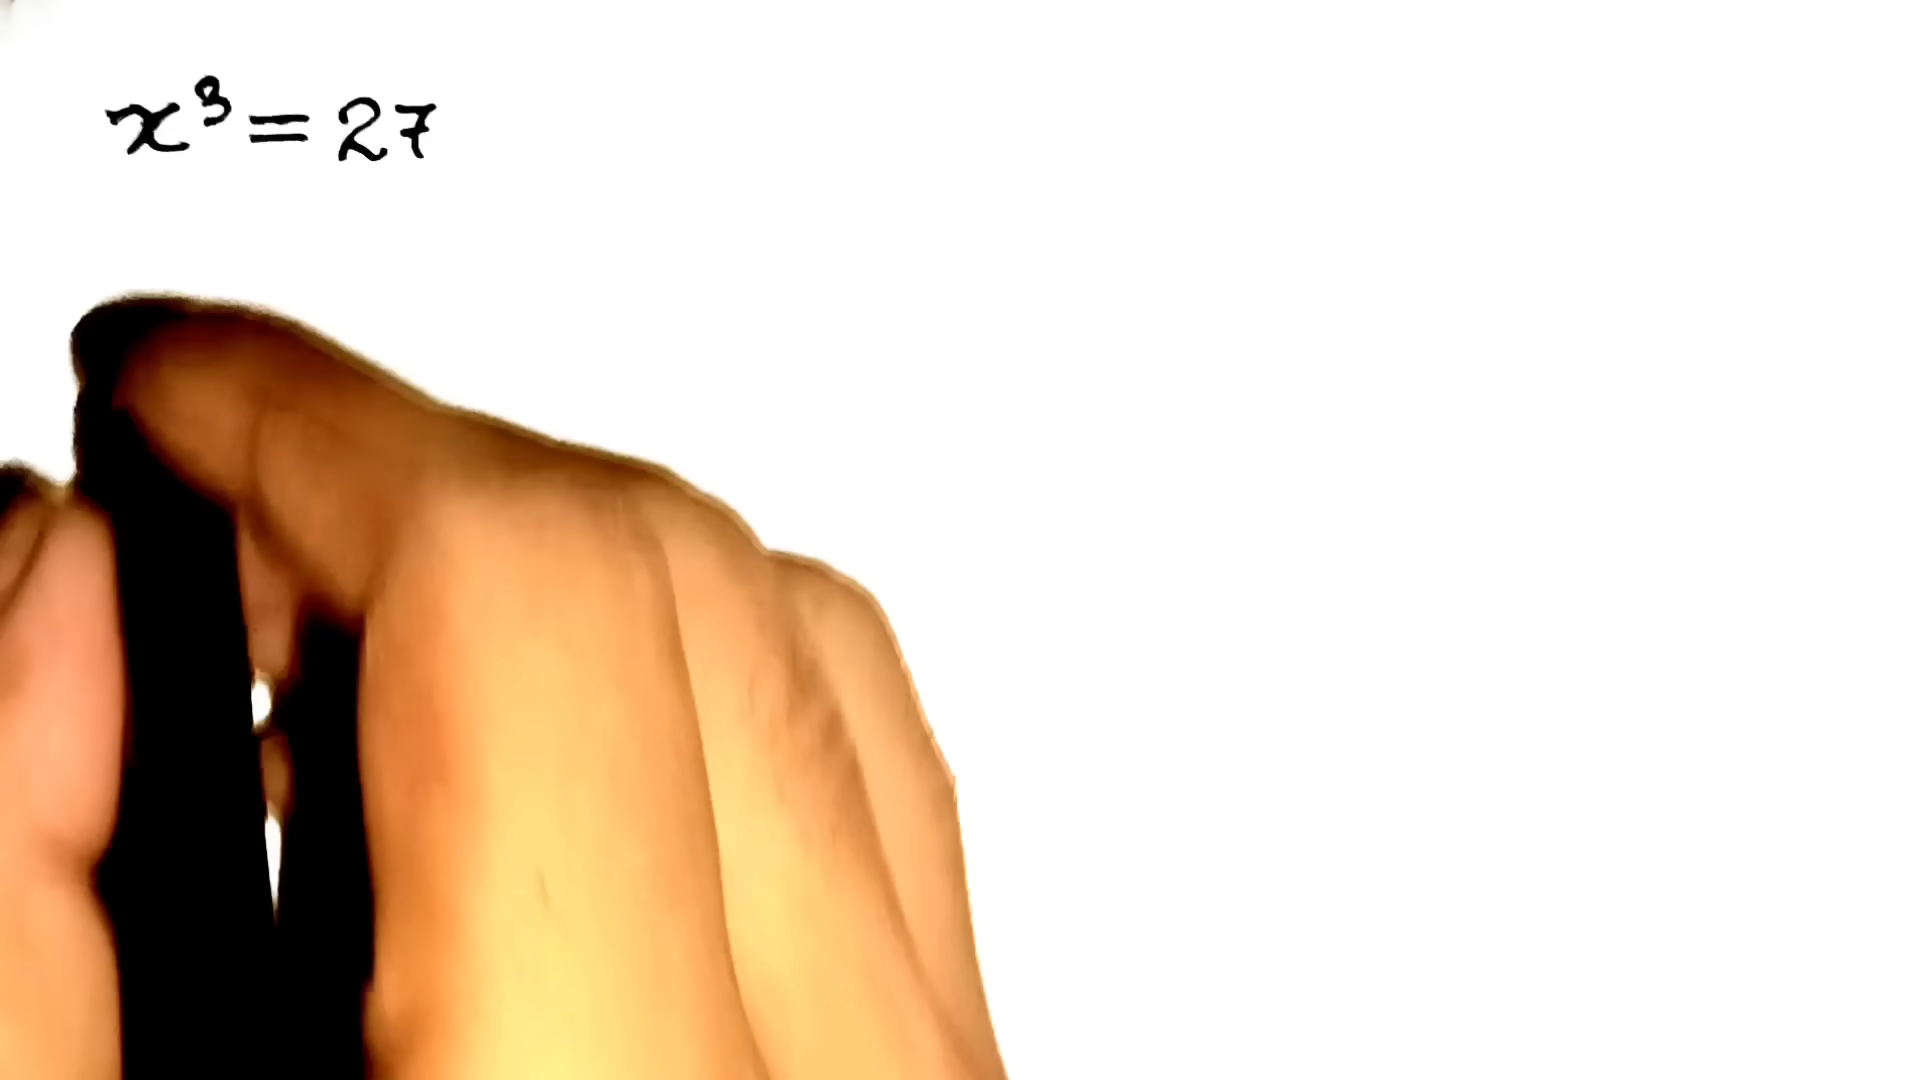 x³ = 27